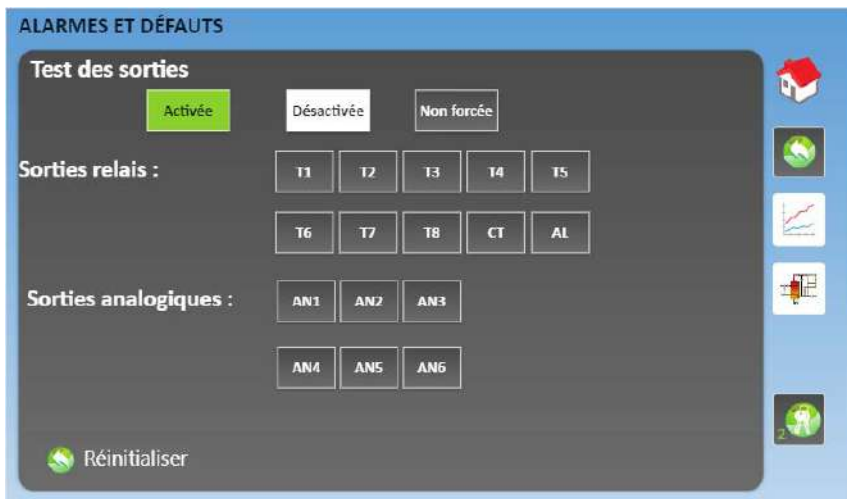 ALARMES ET DÉFAUTS
Test des sorties
Activée Désactivée Non forcée
Sorties relais : T1 T2 T3 T4 T5
T6 T7 T8 CT AL
Sorties analogiques : AN1 AN2 AN3
AN4 AN5 AN6
2
Réinitialiser